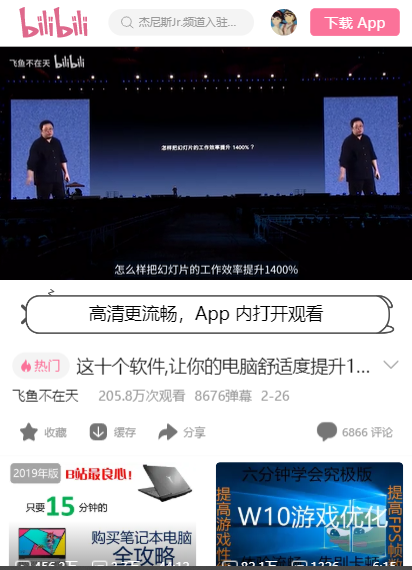 bilibili
杰尼斯Jr.频道入驻...
下载 App
飞鱼不在天 bilibili
怎样把幻灯片的工作效率提升 1400% ?
怎么样把幻灯片的工作效率提升1400%
高清更流畅，App 内打开观看
热门
这十个软件,让你的电脑舒适度提升1...
飞鱼不在天 205.8万次观看 8676弹幕 2-26
收藏
缓存
分享
6866 评论
2019年版
B站最良心!
只要15分钟的
购买笔记本电脑
全攻略
六分钟学会究极版
提高游戏性
W10游戏优化
提高FPS帧